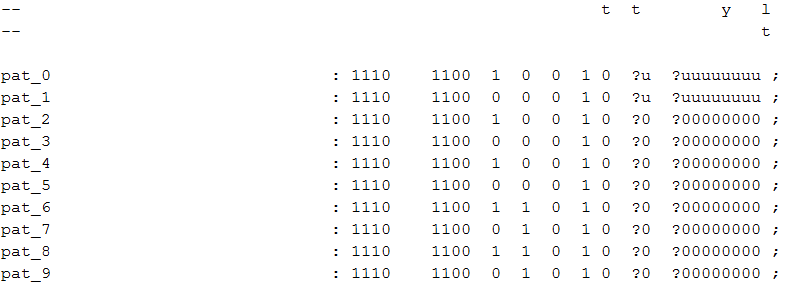 --                                                          t  t        y   l
--                                                                          t
pat_0                            : 1110    1100  1  0  0  1 0  ?u  ?uuuuuuuu ;
pat_1                            : 1110    1100  0  0  0  1 0  ?u  ?uuuuuuuu ;
pat_2                            : 1110    1100  1  0  0  1 0  ?0  ?00000000 ;
pat_3                            : 1110    1100  0  0  0  1 0  ?0  ?00000000 ;
pat_4                            : 1110    1100  1  0  0  1 0  ?0  ?00000000 ;
pat_5                            : 1110    1100  0  0  0  1 0  ?0  ?00000000 ;
pat_6                            : 1110    1100  1  1  0  1 0  ?0  ?00000000 ;
pat_7                            : 1110    1100  0  1  0  1 0  ?0  ?00000000 ;
pat_8                            : 1110    1100  1  1  0  1 0  ?0  ?00000000 ;
pat_9                            : 1110    1100  0  1  0  1 0  ?0  ?00000000 ;